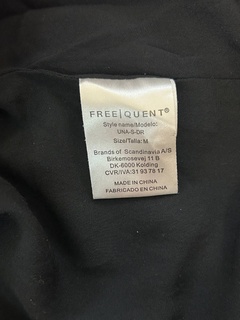 FREE|QUENT®
Style name/Modelo:
UNA-S-DR
Size/Talla: M
Brands of Scandinavia A/S
Birkemosevej 11 B
DK-6000 Kolding
CVR/IVA:31 93 78 17
MADE IN CHINA
FABRICADO EN CHINA